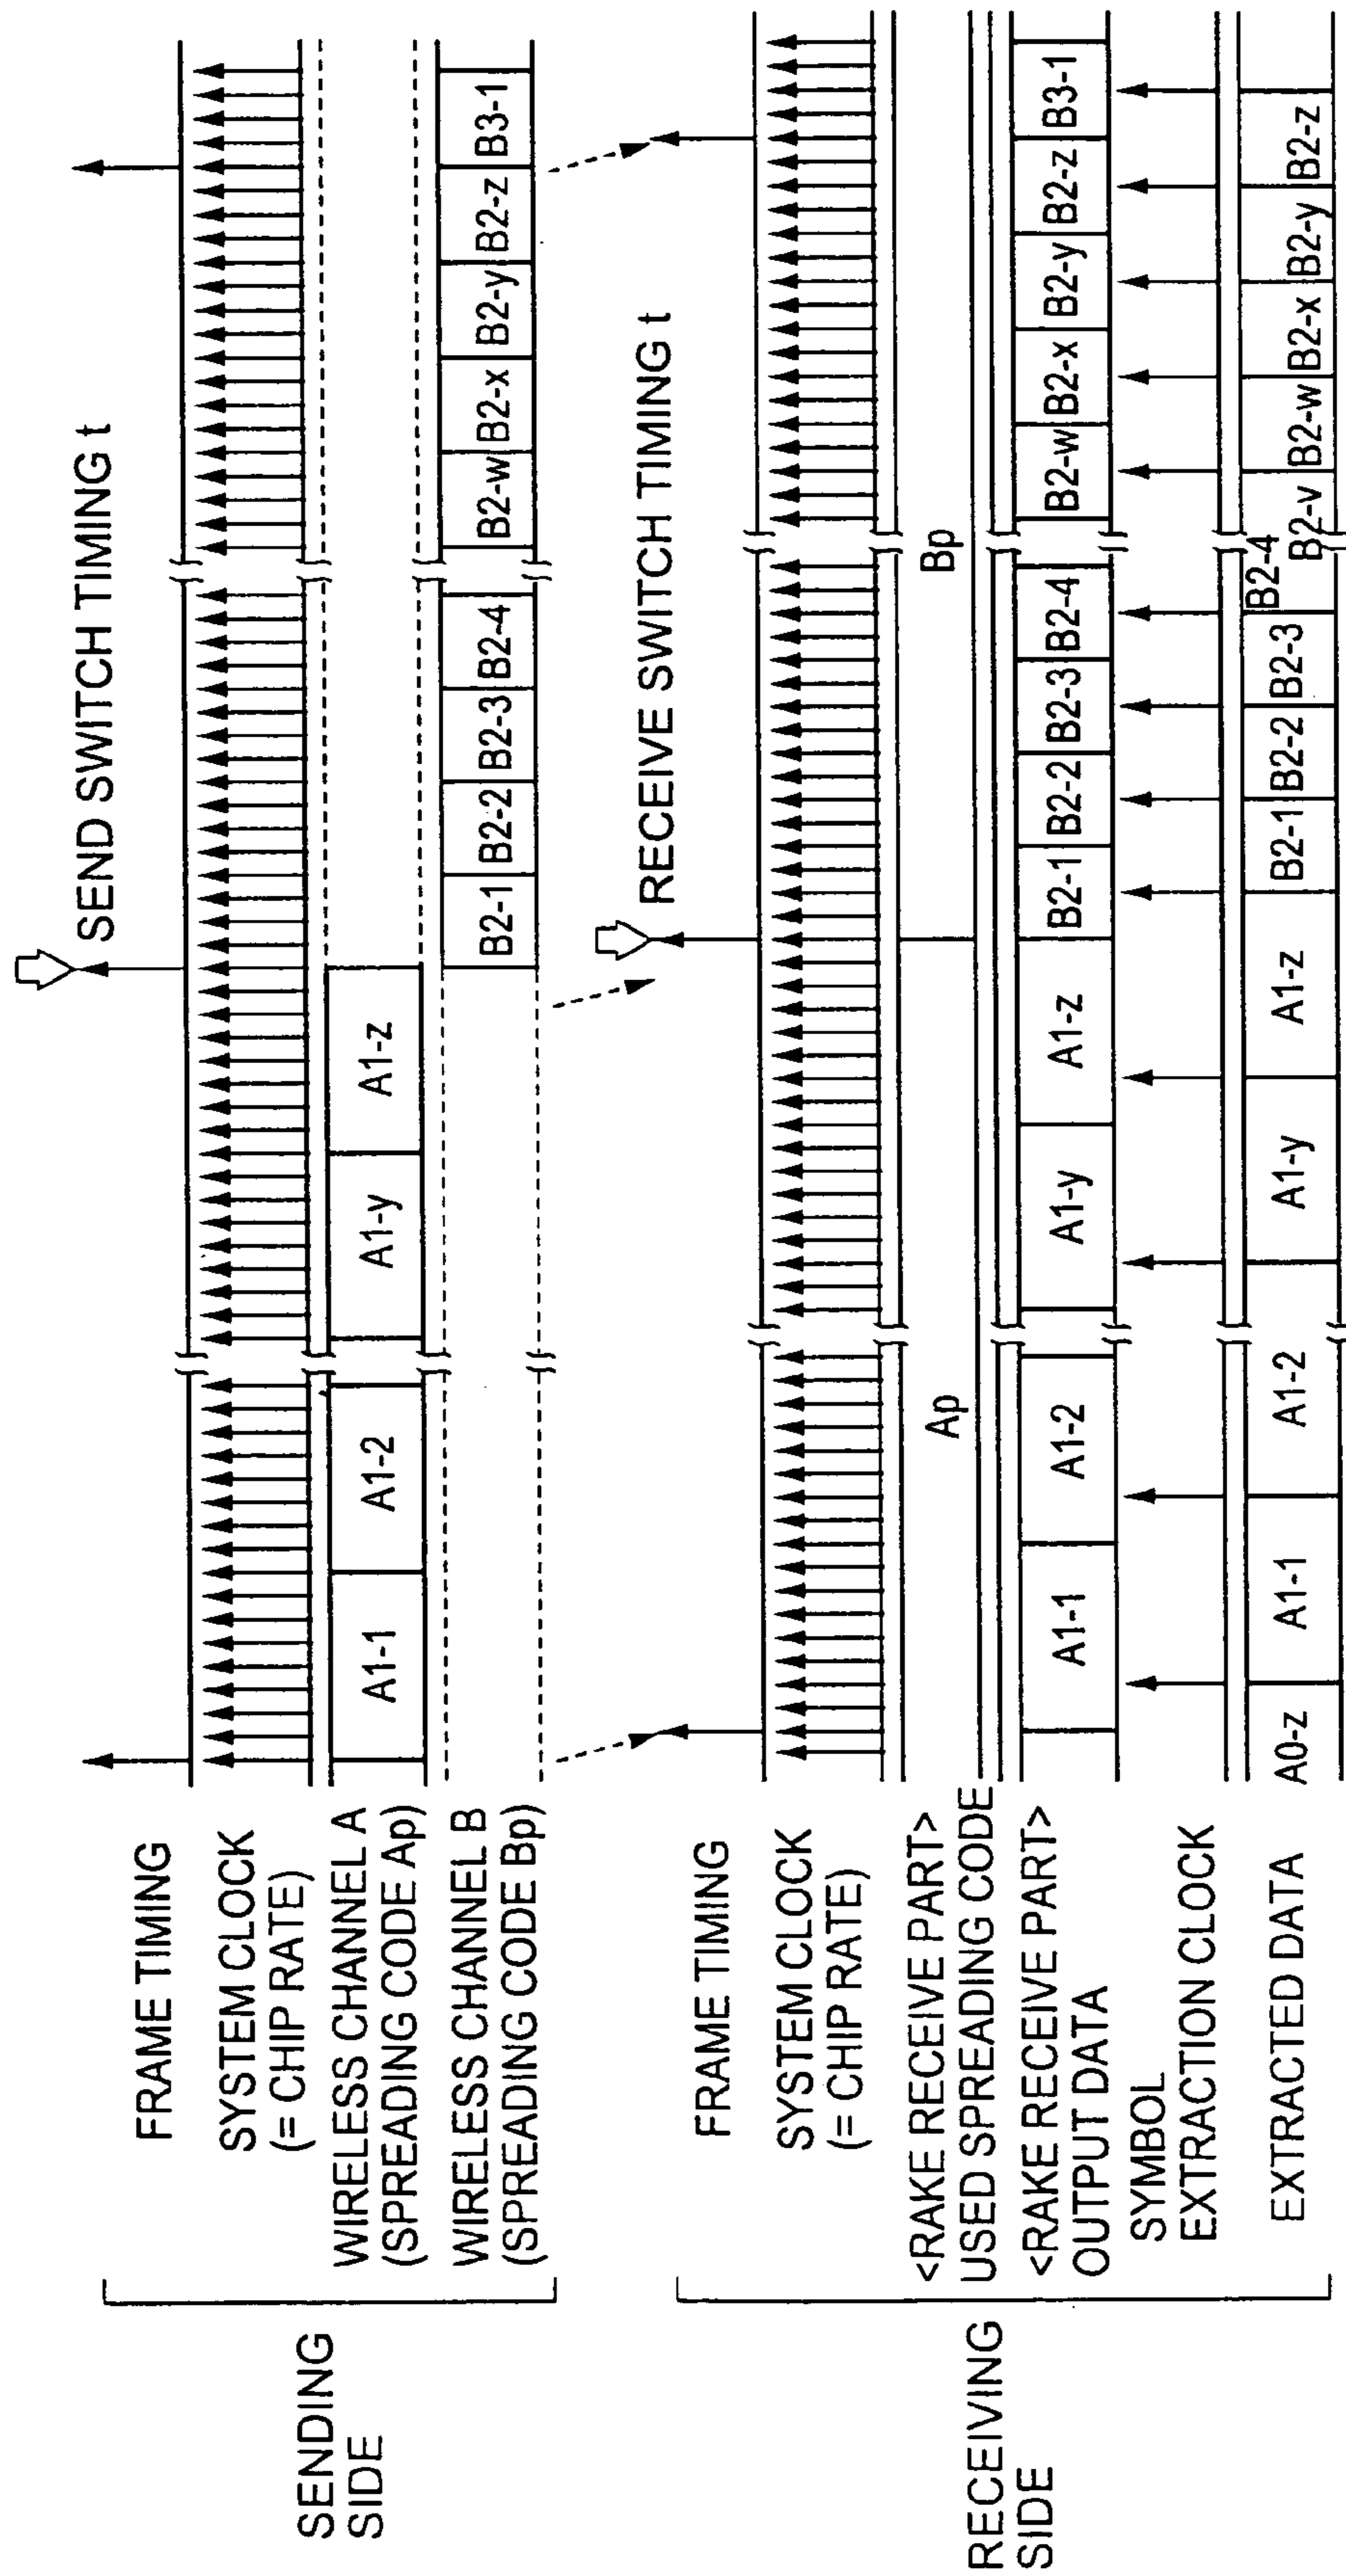 SENDING
SIDE
FRAME TIMING
SYSTEM CLOCK
(= CHIP RATE)
WIRELESS CHANNEL A
(SPREADING CODE Ap)
WIRELESS CHANNEL B
(SPREADING CODE Bp)
SEND SWITCH TIMING t
A1-1 A1-2 A1-y A1-z
B2-1 B2-2 B2-3 B2-4 B2-w B2-x B2-y B2-z B3-1
RECEIVING
SIDE
FRAME TIMING
SYSTEM CLOCK
(= CHIP RATE)
<RAKE RECEIVE PART>
USED SPREADING CODE
<RAKE RECEIVE PART>
OUTPUT DATA
SYMBOL
EXTRACTION CLOCK
EXTRACTED DATA
RECEIVE SWITCH TIMING t
Ap Bp
A1-1 A1-2 A1-y A1-z B2-1 B2-2 B2-3 B2-4 B2-w B2-x B2-y B2-z B3-1
A0-z A1-1 A1-2 A1-y A1-z B2-1 B2-2 B2-3 B2-4 B2-v B2-w B2-x B2-y B2-z